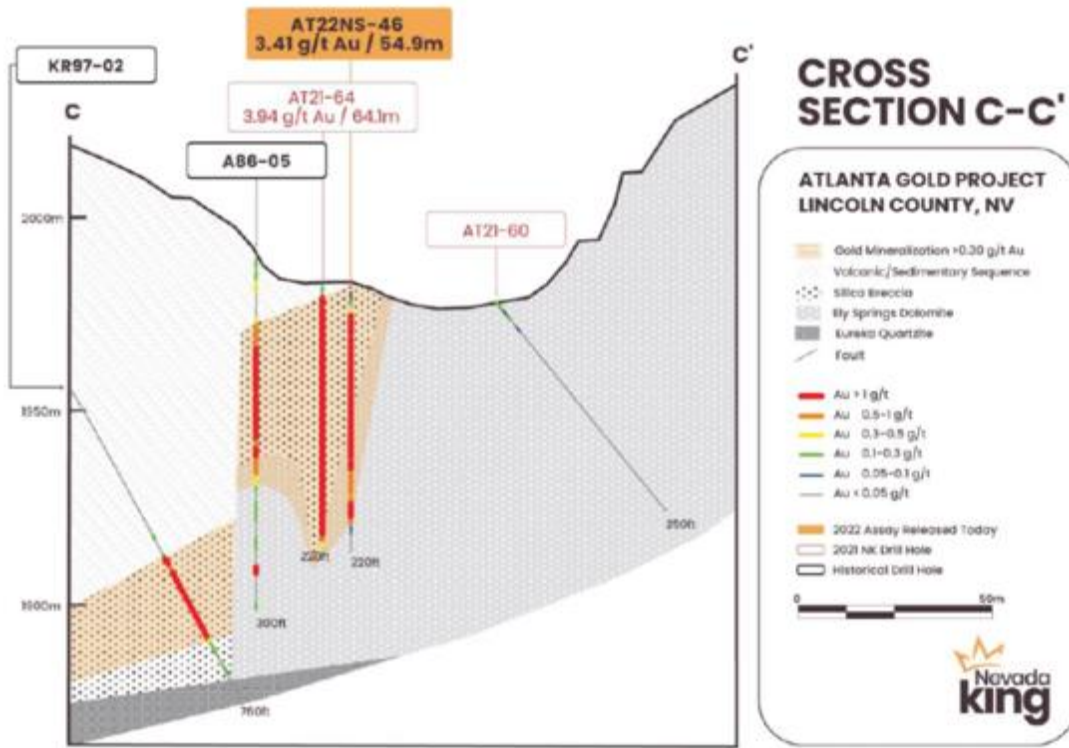 AT22NS-46
3.41 g/t Au / 54.9m
KR97-02
C
AT21-64
3.94 g/t Au / 64.1m
A86-05
AT21-60
C'
2000m
1950m
1900m
220ft
220ft
300ft
760ft
250ft
CROSS
SECTION C-C'
ATLANTA GOLD PROJECT
LINCOLN COUNTY, NV
Gold Mineralization >0.30 g/t Au
Volcanic/Sedimentary Sequence
Silica Breccia
Ely Springs Dolomite
Eureka Quartzite
Fault
Au > 1 g/t
Au 0.5-1 g/t
Au 0.3-0.5 g/t
Au 0.1-0.3 g/t
Au 0.05-0.1 g/t
Au < 0.05 g/t
2022 Assay Released Today
2021 NK Drill Hole
Historical Drill Hole
0 50m
Nevada
king